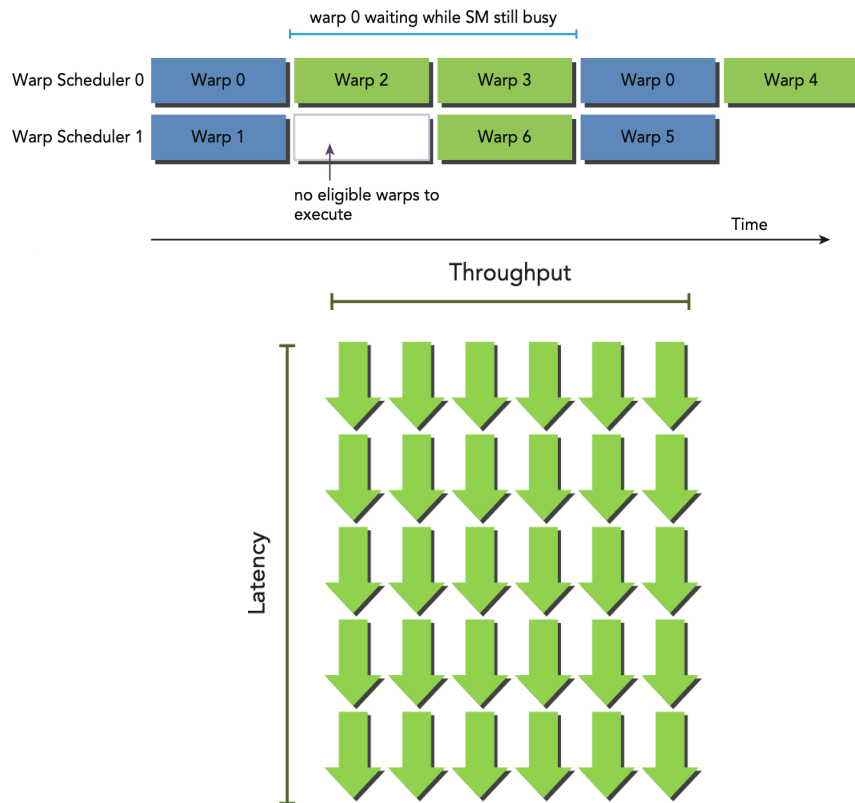 warp 0 waiting while SM still busy
Warp Scheduler 0 Warp 0 Warp 2 Warp 3 Warp 0 Warp 4
Warp Scheduler 1 Warp 1 Warp 6 Warp 5
no eligible warps to
execute
Time
Throughput
Latency